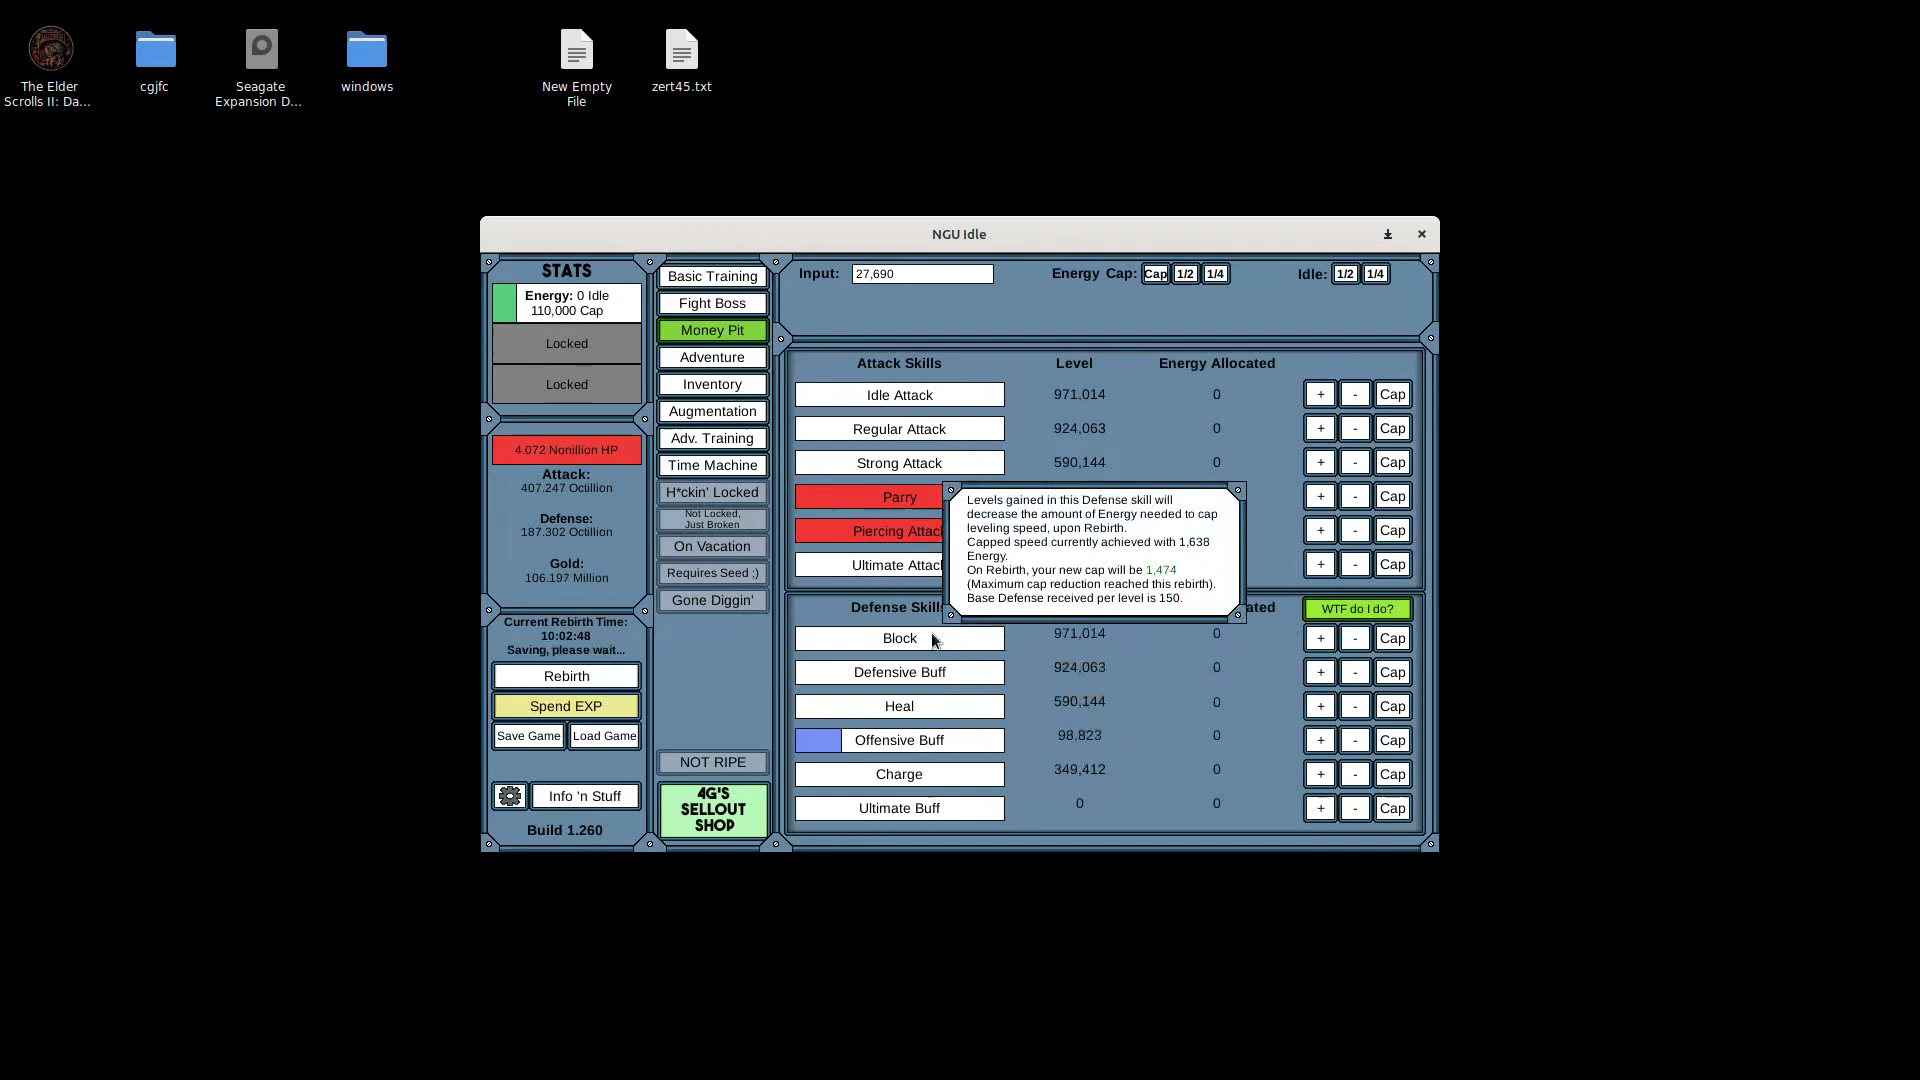 The Elder
Scrolls II: Da...
cgjfc
Seagate
Expansion D...
windows
New Empty
File
zert45.txt
NGU Idle
STATS
Energy: 0 Idle
110,000 Cap
Locked
Locked
4.072 Nonillion HP
Attack:
407.247 Octillion
Defense:
187.302 Octillion
Gold:
106.197 Million
Current Rebirth Time:
10:02:48
Saving, please wait...
Rebirth
Spend EXP
Save Game Load Game
Info 'n Stuff
Build 1.260
Basic Training
Fight Boss
Money Pit
Adventure
Inventory
Augmentation
Adv. Training
Time Machine
H*ckin' Locked
Not Locked,
Just Broken
On Vacation
Requires Seed ;)
Gone Diggin'
NOT RIPE
4G'S
SELLOUT
SHOP
Input: 27,690 Energy Cap: Cap 1/2 1/4 Idle: 1/2 1/4
Attack Skills Level Energy Allocated
Idle Attack 971,014 0 + - Cap
Regular Attack 924,063 0 + - Cap
Strong Attack 590,144 0 + - Cap
Parry + - Cap
Piercing Attack + - Cap
Ultimate Attack + - Cap
Levels gained in this Defense skill will
decrease the amount of Energy needed to cap
leveling speed, upon Rebirth.
Capped speed currently achieved with 1,638
Energy.
On Rebirth, your new cap will be 1,474
(Maximum cap reduction reached this rebirth).
Base Defense received per level is 150.
Defense Skills ated WTF do I do?
Block 971,014 0 + - Cap
Defensive Buff 924,063 0 + - Cap
Heal 590,144 0 + - Cap
Offensive Buff 98,823 0 + - Cap
Charge 349,412 0 + - Cap
Ultimate Buff 0 0 + - Cap